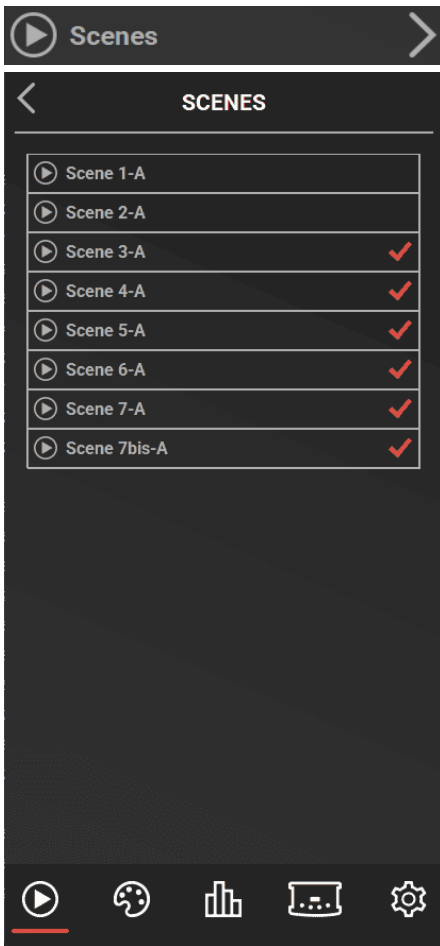 Scenes
SCENES
Scene 1-A
Scene 2-A
Scene 3-A
Scene 4-A
Scene 5-A
Scene 6-A
Scene 7-A
Scene 7bis-A